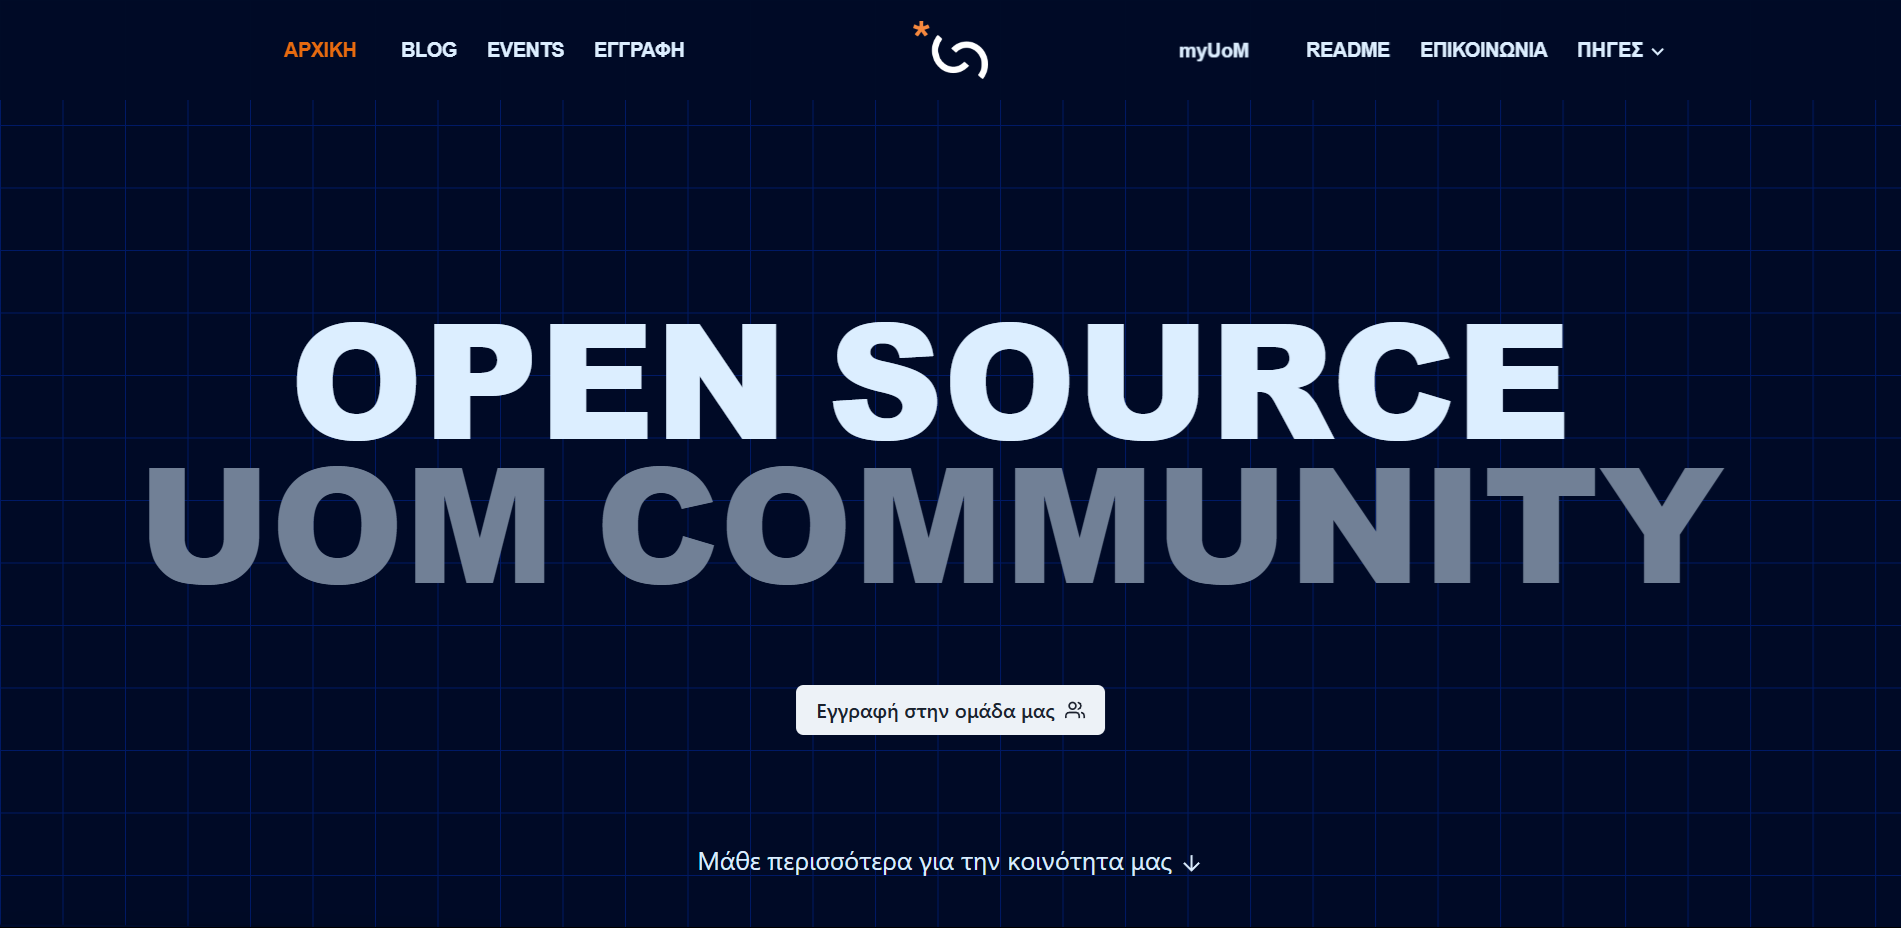 ΑΡΧΙΚΗ BLOG EVENTS ΕΓΓΡΑΦΗ myUoM README ΕΠΙΚΟΙΝΩΝΙΑ ΠΗΓΕΣ
OPEN SOURCE
UOM COMMUNITY
Εγγραφή στην ομάδα μας
Μάθε περισσότερα για την κοινότητα μας ↓